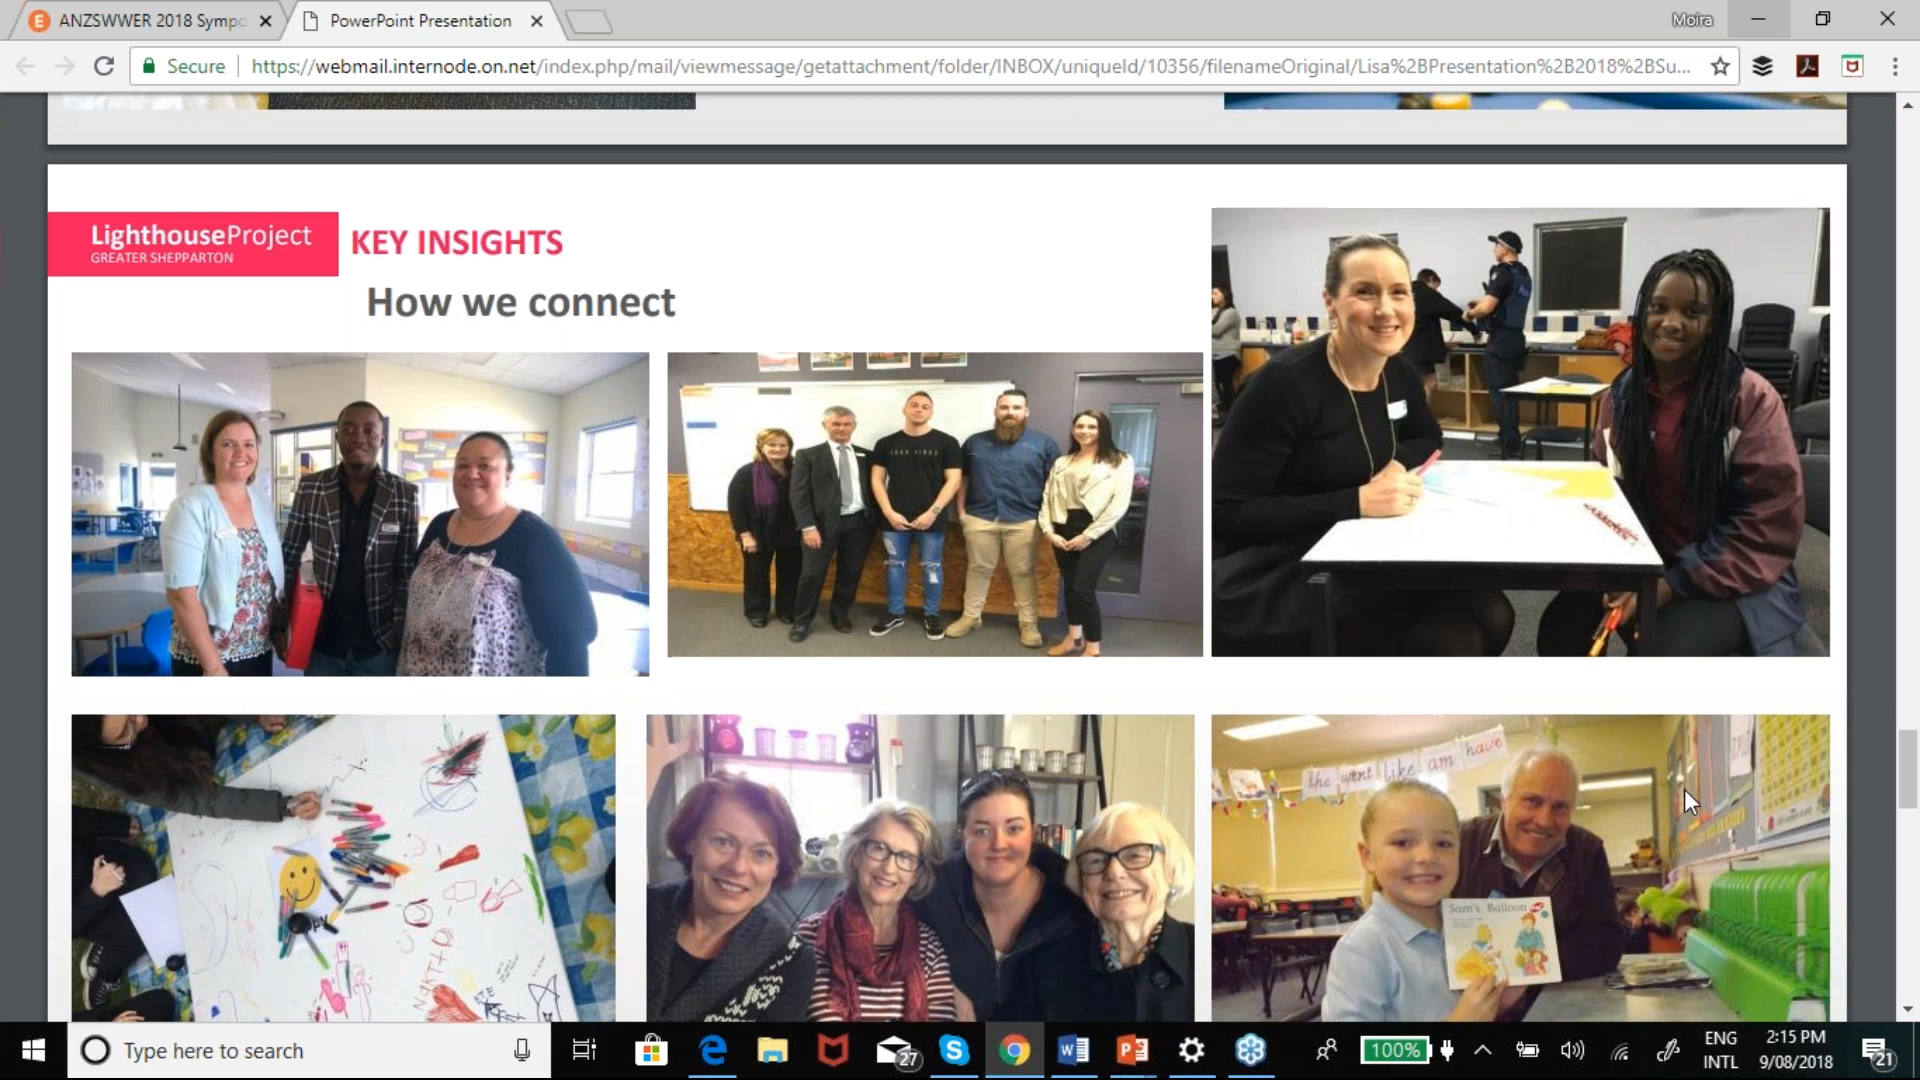 ANZSWWER 2018 Sympo
PowerPoint Presentation
Moira
Secure
https://webmail.internode.on.net/index.php/mail/viewmessage/getattachment/folder/INBOX/uniqueId/10356/filenameOriginal/Lisa%2BPresentation%2B2018%2BSu...
LighthouseProject
GREATER SHEPPARTON
KEY INSIGHTS
How we connect
the want like am have
Sam's Balloon
Type here to search
27
100%
ENG
INTL
2:15 PM
9/08/2018
21